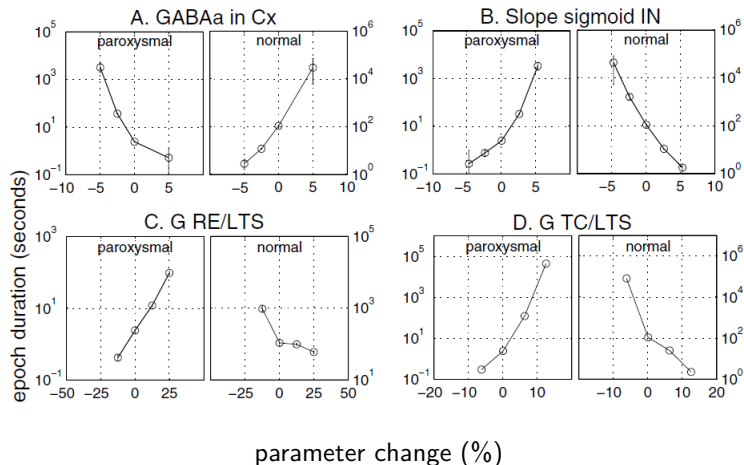 A. GABAa in Cx
B. Slope sigmoid IN
10^5 paroxysmal normal 10^6
10^5 paroxysmal normal 10^6
10^3 10^4
10^3 10^4
10^1 10^2
10^1 10^2
10^-1 10^0
10^-1 10^0
−10 −5 0 5 −5 0 5 10
−10 −5 0 5 −5 0 5 10
C. G RE/LTS
D. G TC/LTS
10^3 paroxysmal normal 10^5
paroxysmal normal 10^6
10^5
10^1 10^3
10^3 10^4
10^1 10^2
10^-1 10^1
10^-1 10^0
−50 −25 0 25 −25 0 25 50
−20 −10 0 10 −10 0 10 20
epoch duration (seconds)
parameter change (%)